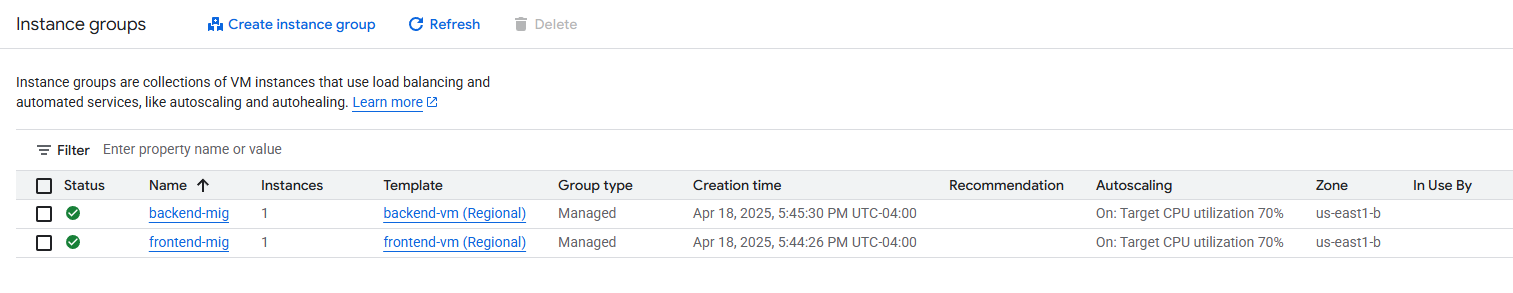 Instance groups Create instance group Refresh Delete
Instance groups are collections of VM instances that use load balancing and
automated services, like autoscaling and autohealing. Learn more
Filter Enter property name or value
Status Name Instances Template Group type Creation time Recommendation Autoscaling Zone In Use By
backend-mig 1 backend-vm (Regional) Managed Apr 18, 2025, 5:45:30 PM UTC-04:00 On: Target CPU utilization 70% us-east1-b
frontend-mig 1 frontend-vm (Regional) Managed Apr 18, 2025, 5:44:26 PM UTC-04:00 On: Target CPU utilization 70% us-east1-b